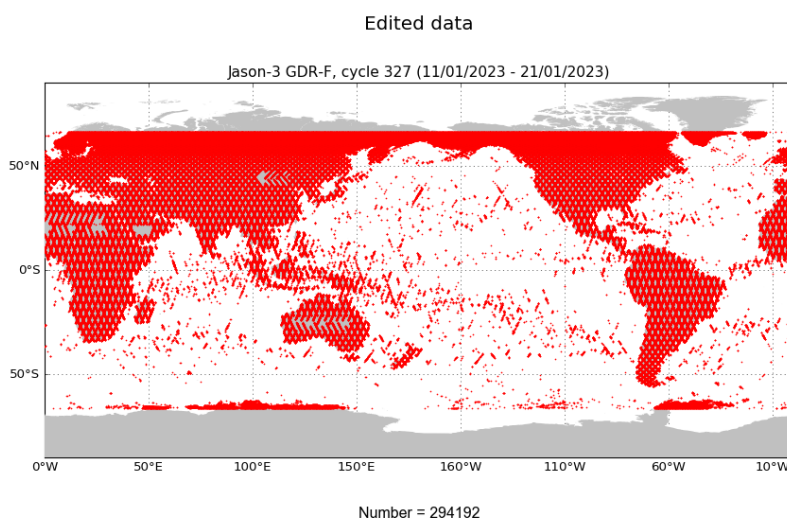 Edited data
Jason-3 GDR-F, cycle 327 (11/01/2023 - 21/01/2023)
50°N
0°S
50°S
0°W 50°E 100°E 150°E 160°W 110°W 60°W 10°W
Number = 294192